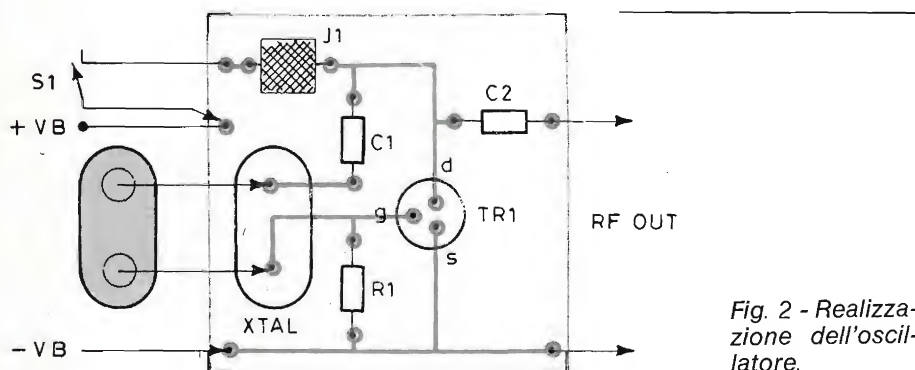 J1
S1
C2
+ VB
C1
d
g
TR1
RF OUT
s
R1
XTAL
- VB
Fig. 2 - Realizza-
zione dell'oscil-
latore.